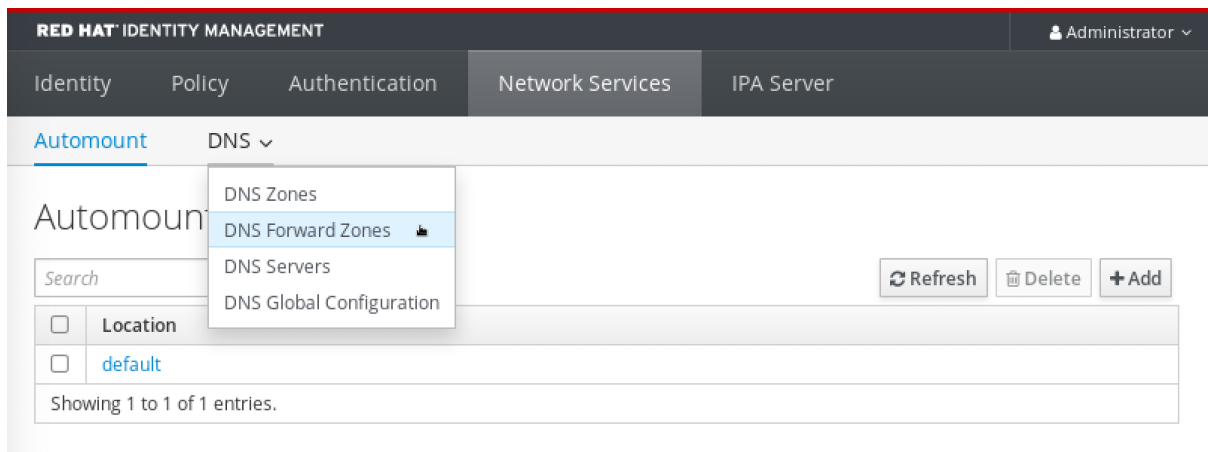 RED HAT® IDENTITY MANAGEMENT
Administrator
Identity Policy Authentication Network Services IPA Server
Automount DNS
DNS Zones
DNS Forward Zones
DNS Servers
DNS Global Configuration
Automoun
Search
Refresh Delete Add
Location
default
Showing 1 to 1 of 1 entries.